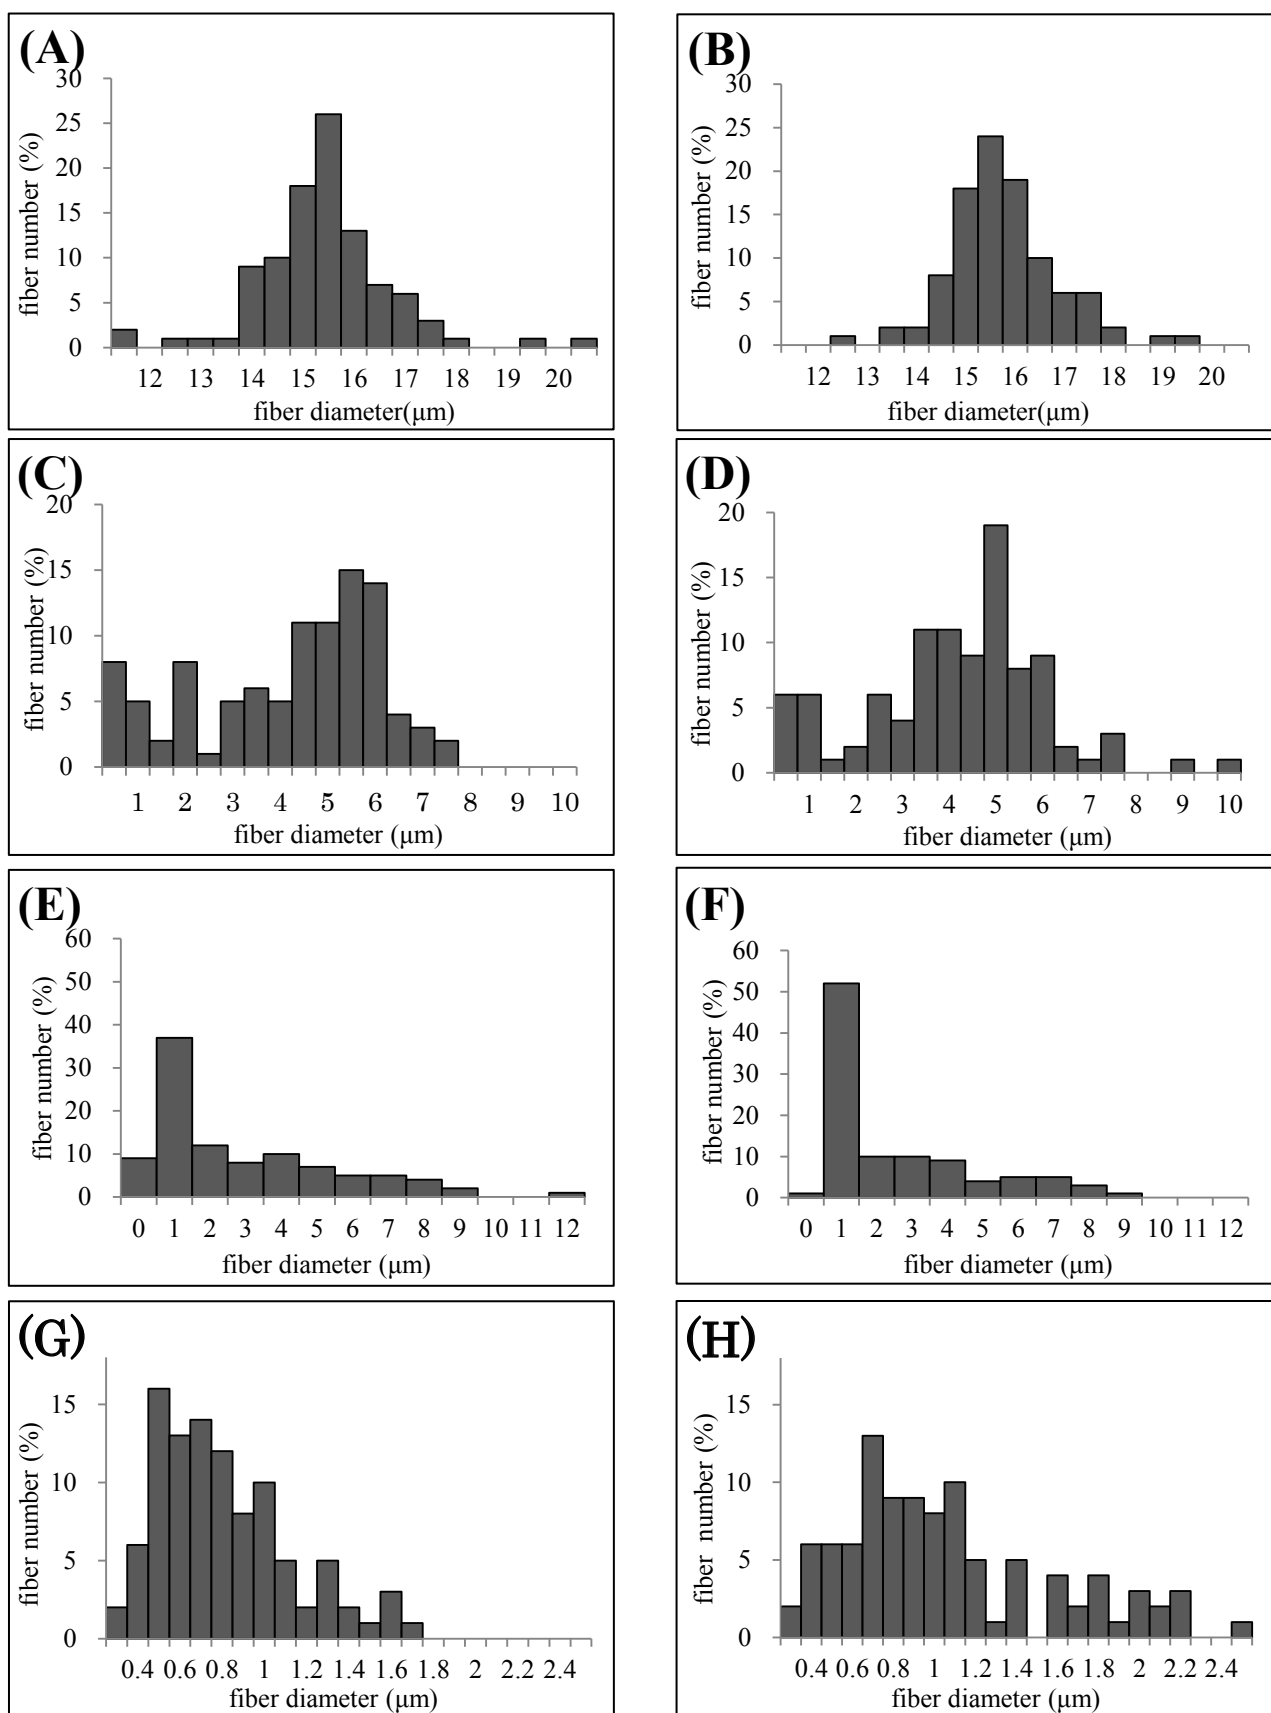 (A)
30
25
20
15
10
5
0
fiber number (%)
12 13 14 15 16 17 18 19 20
fiber diameter(μm)
(B)
30
25
20
15
10
5
0
fiber number (%)
12 13 14 15 16 17 18 19 20
fiber diameter(μm)
(C)
20
15
10
5
0
fiber number (%)
1 2 3 4 5 6 7 8 9 10
fiber diameter (μm)
(D)
20
15
10
5
0
fiber number (%)
1 2 3 4 5 6 7 8 9 10
fiber diameter (μm)
(E)
60
50
40
30
20
10
0
fiber number (%)
0 1 2 3 4 5 6 7 8 9 10 11 12
fiber diameter (μm)
(F)
60
50
40
30
20
10
0
fiber number (%)
0 1 2 3 4 5 6 7 8 9 10 11 12
fiber diameter (μm)
(G)
15
10
5
0
fiber number (%)
0.4 0.6 0.8 1 1.2 1.4 1.6 1.8 2 2.2 2.4
fiber diameter (μm)
(H)
15
10
5
0
fiber number (%)
0.4 0.6 0.8 1 1.2 1.4 1.6 1.8 2 2.2 2.4
fiber diameter (μm)